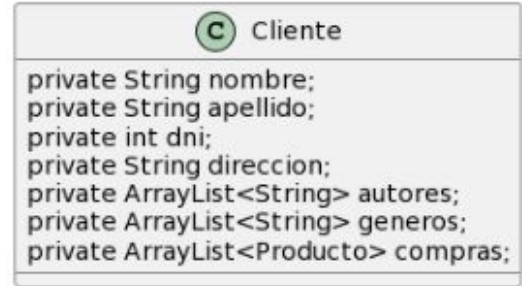 C Cliente
private String nombre;
private String apellido;
private int dni;
private String direccion;
private ArrayList<String> autores;
private ArrayList<String> generos;
private ArrayList<Producto> compras;